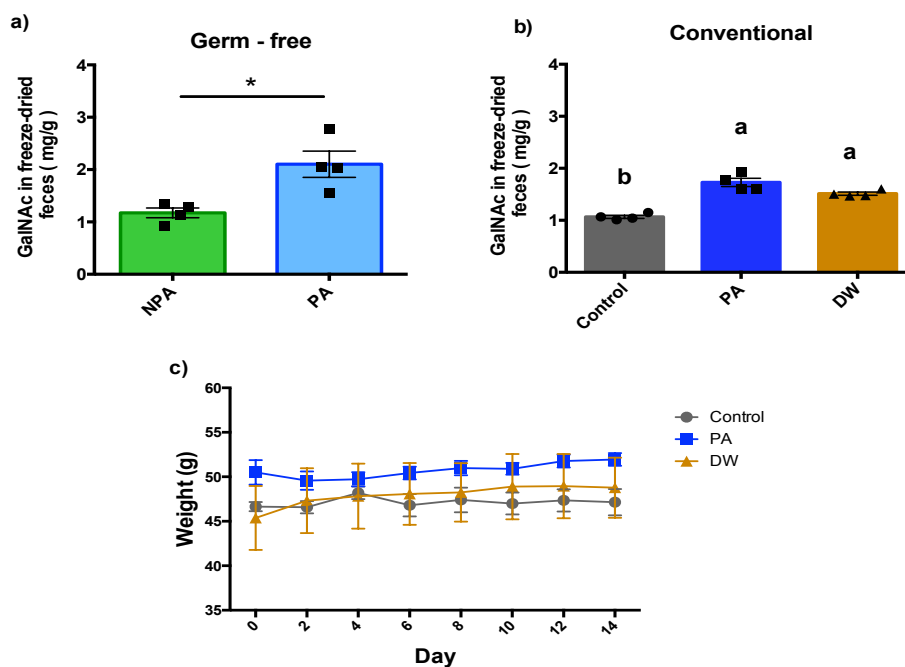 a)
Germ - free
GalNAc in freeze-dried
feces ( mg/g )
4
3
2
1
0
*
NPA
PA
b)
Conventional
GalNAc in freeze-dried
feces ( mg/g )
4
3
2
1
0
b
a
a
Control
PA
DW
c)
Weight (g)
60
55
50
45
40
35
0
2
4
6
8
10
12
14
Day
Control
PA
DW